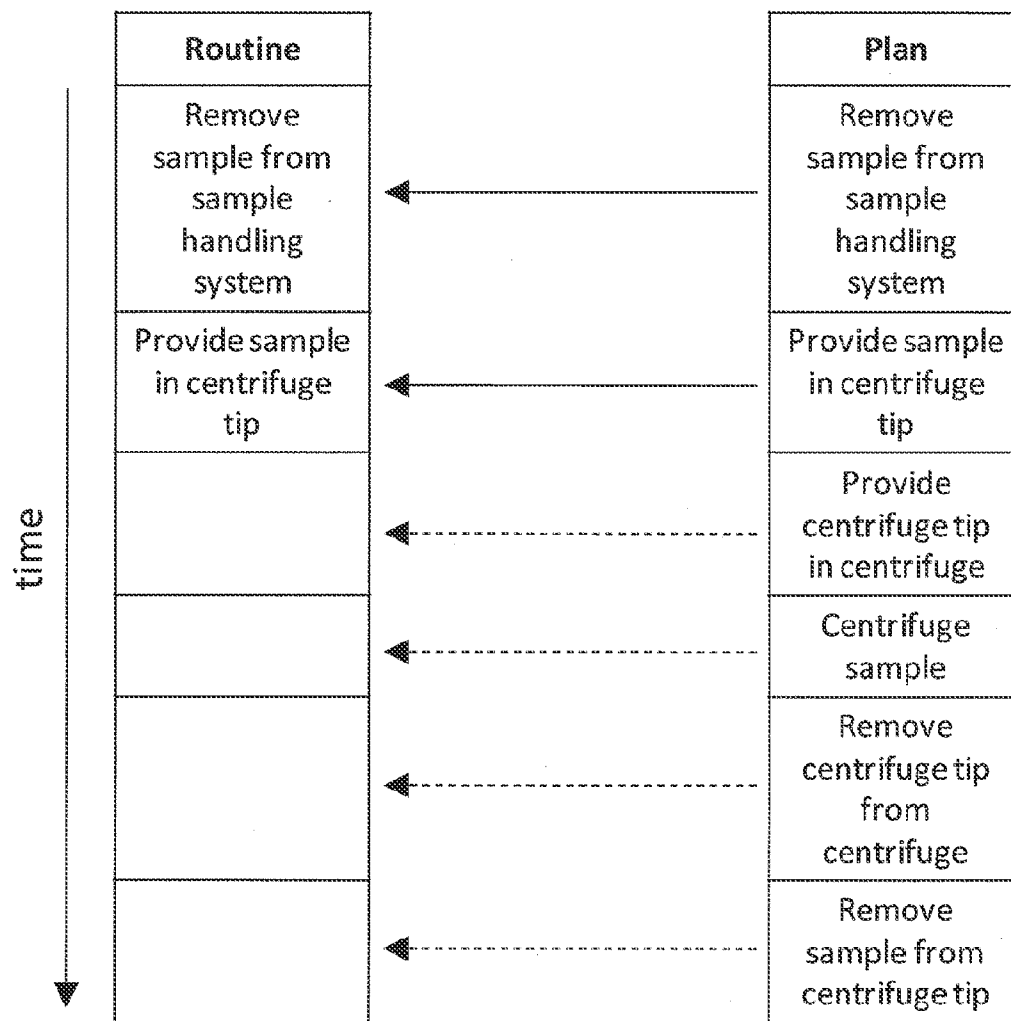 Routine
Plan
Remove
sample from
sample
handling
system
Remove
sample from
sample
handling
system
Provide sample
in centrifuge
tip
Provide sample
in centrifuge
tip
Provide
centrifuge tip
in centrifuge
Centrifuge
sample
Remove
centrifuge tip
from
centrifuge
Remove
sample from
centrifuge tip
time